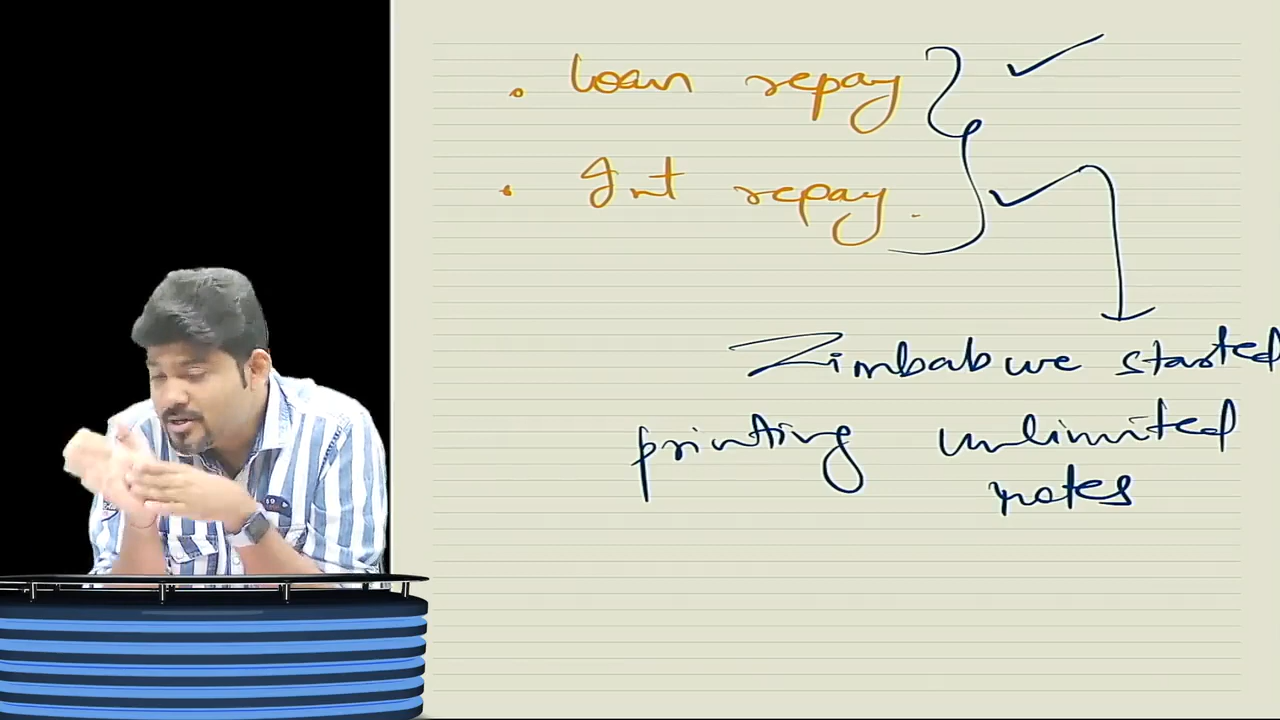 . Loan repay
. Int repay.
Zimbabwe started
printing unlimited
notes